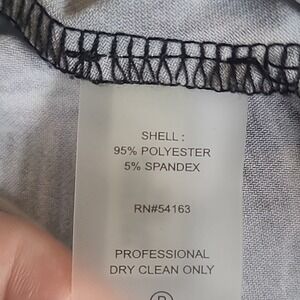 SHELL :
95% POLYESTER
5% SPANDEX
RN#54163
PROFESSIONAL
DRY CLEAN ONLY
P